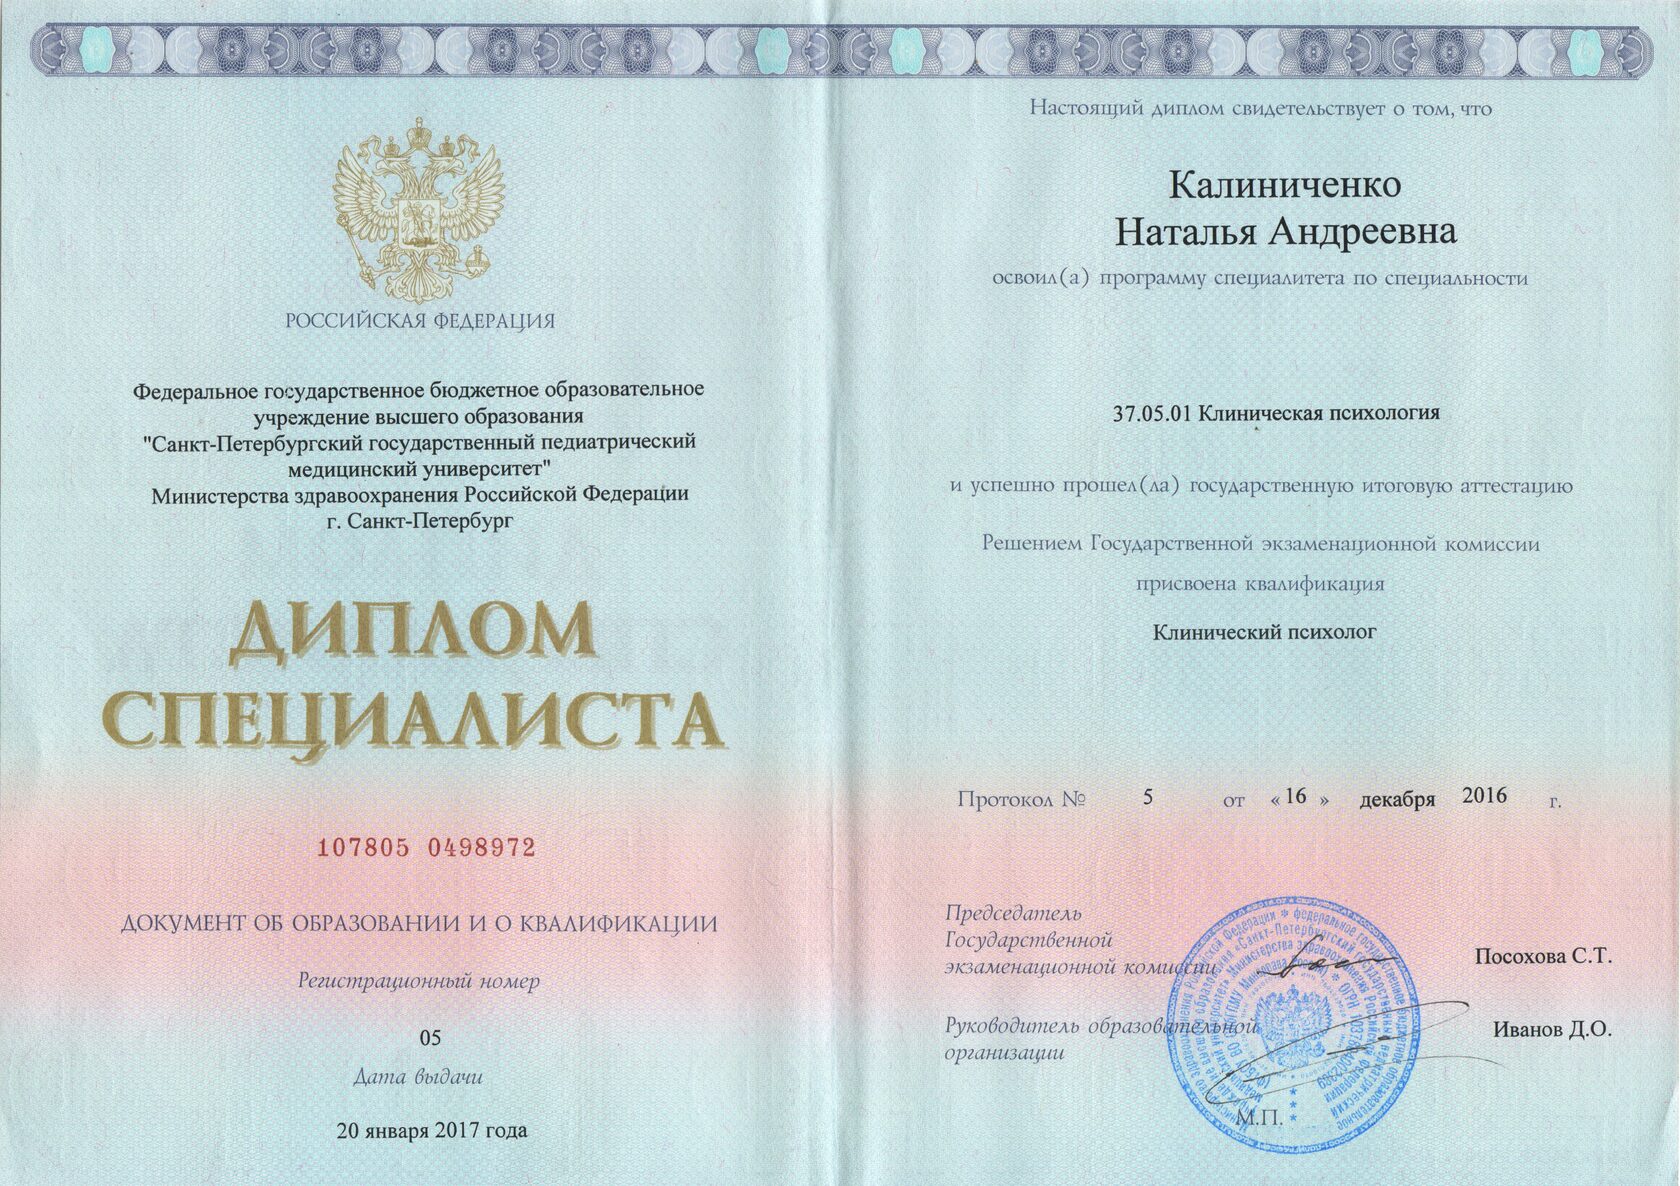 РОССИЙСКАЯ ФЕДЕРАЦИЯ
Федеральное государственное бюджетное образовательное
учреждение высшего образования
"Санкт-Петербургский государственный педиатрический
медицинский университет"
Министерства здравоохранения Российской Федерации
г. Санкт-Петербург
ДИПЛОМ
СПЕЦИАЛИСТА
107805 0498972
ДОКУМЕНТ ОБ ОБРАЗОВАНИИ И О КВАЛИФИКАЦИИ
Регистрационный номер
05
Дата выдачи
20 января 2017 года
Настоящий диплом свидетельствует о том, что
Калиниченко
Наталья Андреевна
освоил(а) программу специалитета по специальности
37.05.01 Клиническая психология
и успешно прошел(ла) государственную итоговую аттестацию
Решением Государственной экзаменационной комиссии
присвоена квалификация
Клинический психолог
Протокол № 5 от « 16 » декабря 2016 г.
Председатель
Государственной
экзаменационной комиссии
Посохова С.Т.
Руководитель образовательной
организации
Иванов Д.О.
М.П.